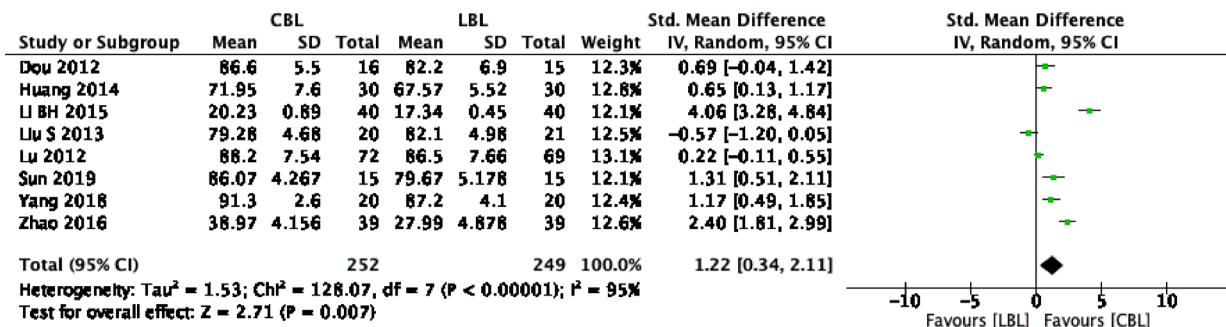 CBL LBL Std. Mean Difference Std. Mean Difference
Study or Subgroup Mean SD Total Mean SD Total Weight IV, Random, 95% CI IV, Random, 95% CI
Dou 2012 86.6 5.5 16 82.2 6.9 15 12.3% 0.69 [-0.04, 1.42]
Huang 2014 71.95 7.6 30 67.57 5.52 30 12.8% 0.65 [0.13, 1.17]
LI BH 2015 20.23 0.89 40 17.34 0.45 40 12.1% 4.06 [3.28, 4.84]
Liu S 2013 79.28 4.68 20 82.1 4.98 21 12.5% -0.57 [-1.20, 0.05]
Lu 2012 88.2 7.54 72 86.5 7.66 69 13.1% 0.22 [-0.11, 0.55]
Sun 2019 86.07 4.267 15 79.67 5.178 15 12.1% 1.31 [0.51, 2.11]
Yang 2018 91.3 2.6 20 87.2 4.1 20 12.4% 1.17 [0.49, 1.85]
Zhao 2016 38.97 4.156 39 27.99 4.878 39 12.6% 2.40 [1.81, 2.99]
Total (95% CI) 252 249 100.0% 1.22 [0.34, 2.11]
Heterogeneity: Tau² = 1.53; Chi² = 128.07, df = 7 (P < 0.00001); I² = 95%
Test for overall effect: Z = 2.71 (P = 0.007)
-10 -5 0 5 10
Favours [LBL] Favours [CBL]